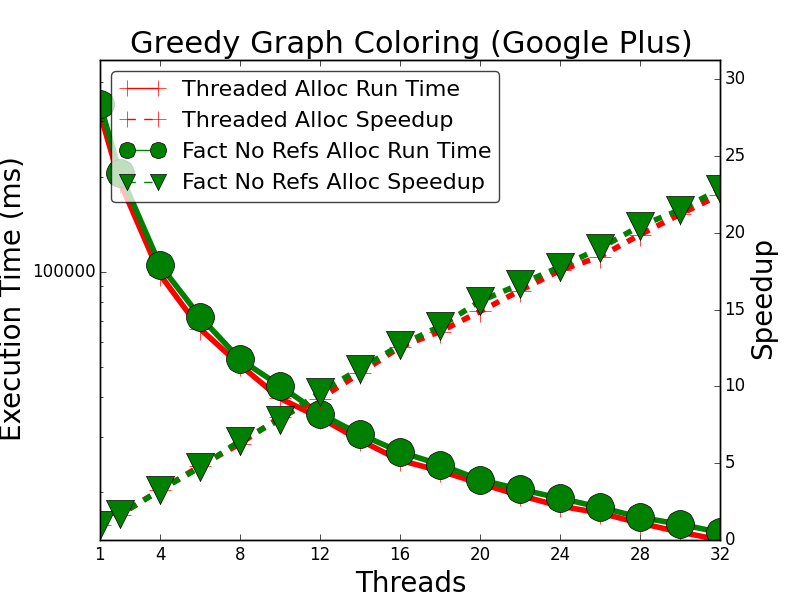 Greedy Graph Coloring (Google Plus)
Threaded Alloc Run Time
Threaded Alloc Speedup
Fact No Refs Alloc Run Time
Fact No Refs Alloc Speedup
Execution Time (ms)
100000
30
25
20
15
10
5
0
Speedup
1 4 8 12 16 20 24 28 32
Threads